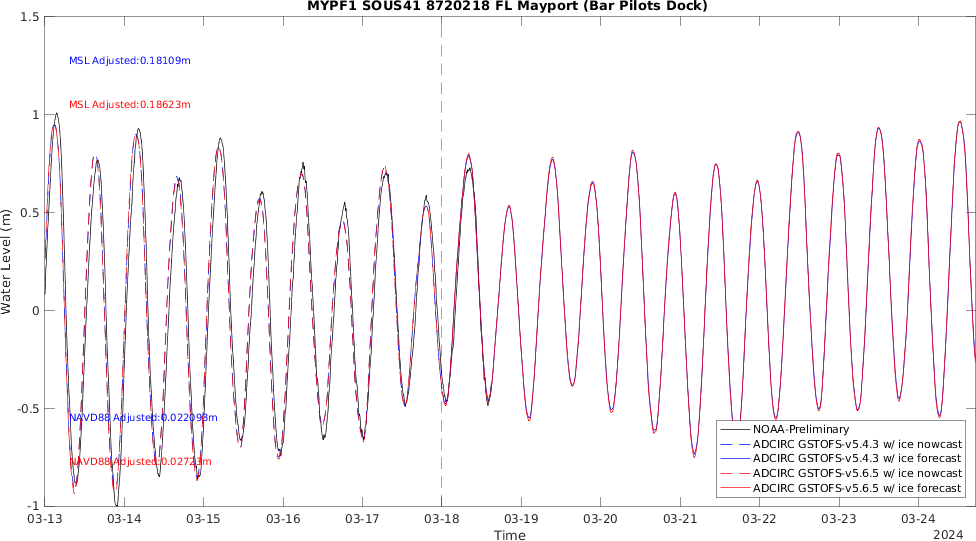 MYPF1 SOUS41 8720218 FL Mayport (Bar Pilots Dock)
1.5
1
0.5
0
-0.5
-1
Water Level (m)
MSL Adjusted:0.18109m
MSL Adjusted:0.18623m
NAVD88 Adjusted:0.022093m
NAVD88 Adjusted:0.02723m
NOAA-Preliminary
ADCIRC GSTOFS-v5.4.3 w/ ice nowcast
ADCIRC GSTOFS-v5.4.3 w/ ice forecast
ADCIRC GSTOFS-v5.6.5 w/ ice nowcast
ADCIRC GSTOFS-v5.6.5 w/ ice forecast
03-13 03-14 03-15 03-16 03-17 03-18 03-19 03-20 03-21 03-22 03-23 03-24
Time
2024